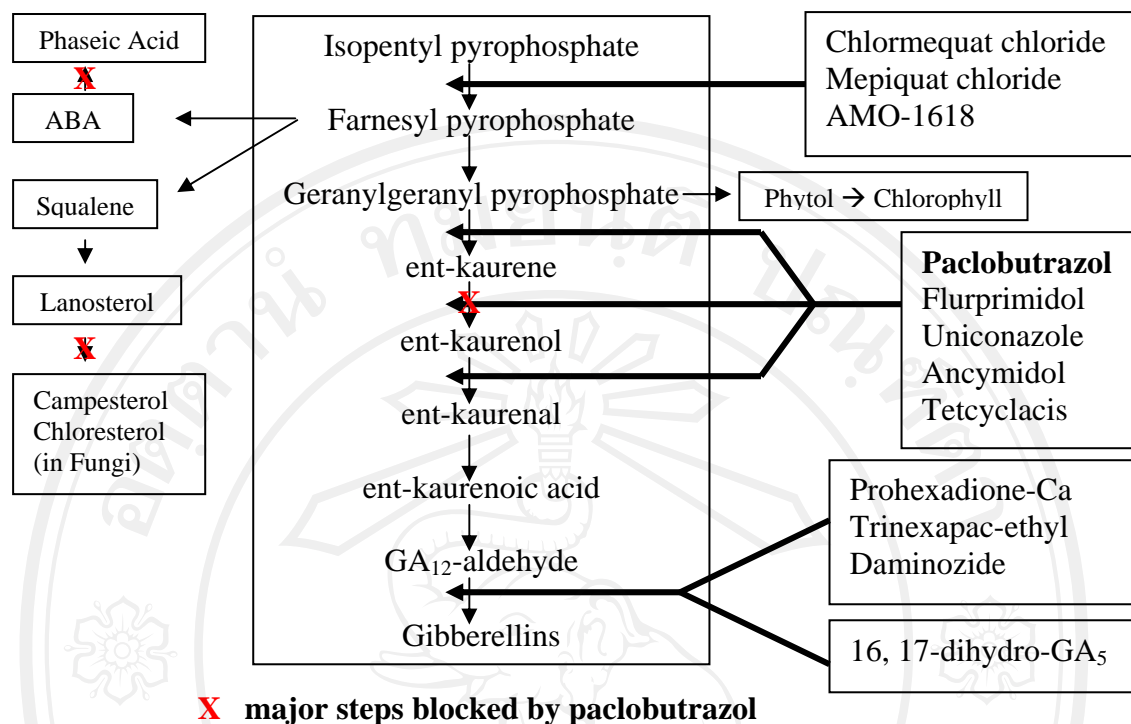 Phaseic Acid
X
ABA
Squalene
Lanosterol
X
Campesterol
Chloresterol
(in Fungi)
Isopentyl pyrophosphate
Farnesyl pyrophosphate
Geranylgeranyl pyrophosphate
Phytol → Chlorophyll
ent-kaurene
X
ent-kaurenol
ent-kaurenal
ent-kaurenoic acid
GA₁₂-aldehyde
Gibberellins
Chlormequat chloride
Mepiquat chloride
AMO-1618
Paclobutrazol
Flurprimidol
Uniconazole
Ancymidol
Tetcyclacis
Prohexadione-Ca
Trinexapac-ethyl
Daminozide
16, 17-dihydro-GA₅
X major steps blocked by paclobutrazol